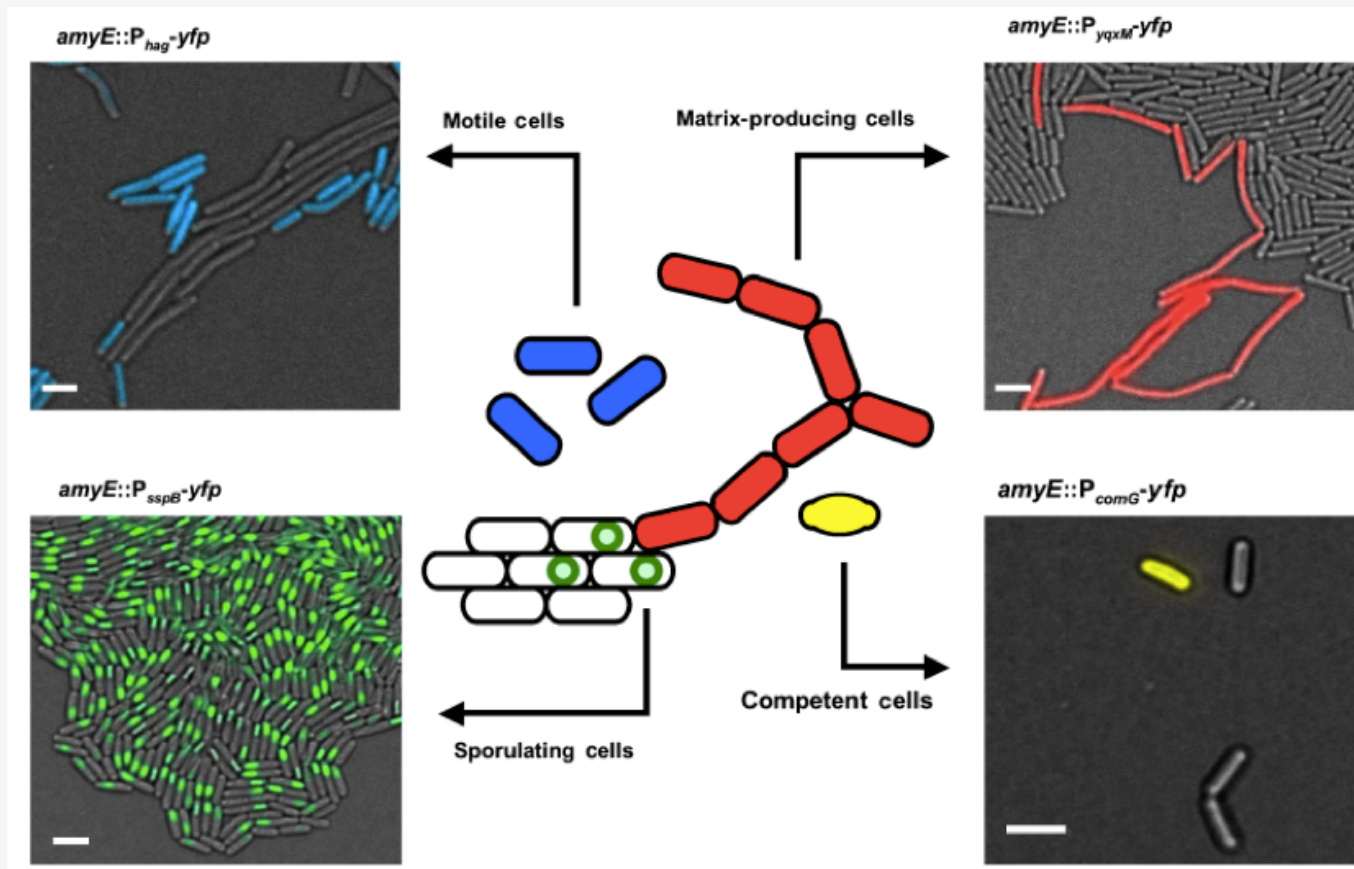 amyE::Phag-yfp
amyE::PyqxM-yfp
Motile cells
Matrix-producing cells
amyE::PsspB-yfp
amyE::PcomG-yfp
Competent cells
Sporulating cells